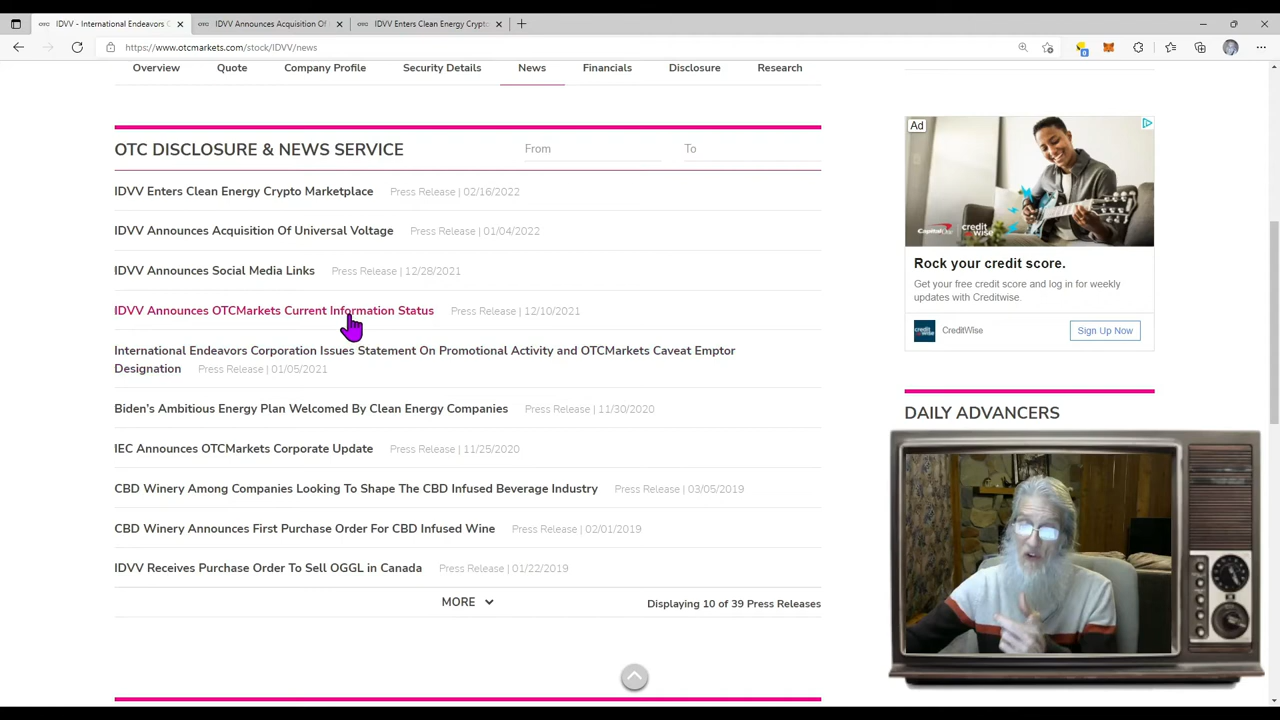 IDVV - International Endeavors C
IDVV Announces Acquisition Of
IDVV Enters Clean Energy Crypto
https://www.otcmarkets.com/stock/IDVV/news
Overview
Quote
Company Profile
Security Details
News
Financials
Disclosure
Research
OTC DISCLOSURE & NEWS SERVICE
From
To
IDVV Enters Clean Energy Crypto Marketplace Press Release | 02/16/2022
IDVV Announces Acquisition Of Universal Voltage Press Release | 01/04/2022
IDVV Announces Social Media Links Press Release | 12/28/2021
IDVV Announces OTCMarkets Current Information Status Press Release | 12/10/2021
International Endeavors Corporation Issues Statement On Promotional Activity and OTCMarkets Caveat Emptor
Designation Press Release | 01/05/2021
Biden's Ambitious Energy Plan Welcomed By Clean Energy Companies Press Release | 11/30/2020
IEC Announces OTCMarkets Corporate Update Press Release | 11/25/2020
CBD Winery Among Companies Looking To Shape The CBD Infused Beverage Industry Press Release | 03/05/2019
CBD Winery Announces First Purchase Order For CBD Infused Wine Press Release | 02/01/2019
IDVV Receives Purchase Order To Sell OGGL in Canada Press Release | 01/22/2019
MORE
Displaying 10 of 39 Press Releases
Ad
Capital One
credit wise
Rock your credit score.
Get your free credit score and log in for weekly
updates with Creditwise.
CreditWise
Sign Up Now
DAILY ADVANCERS